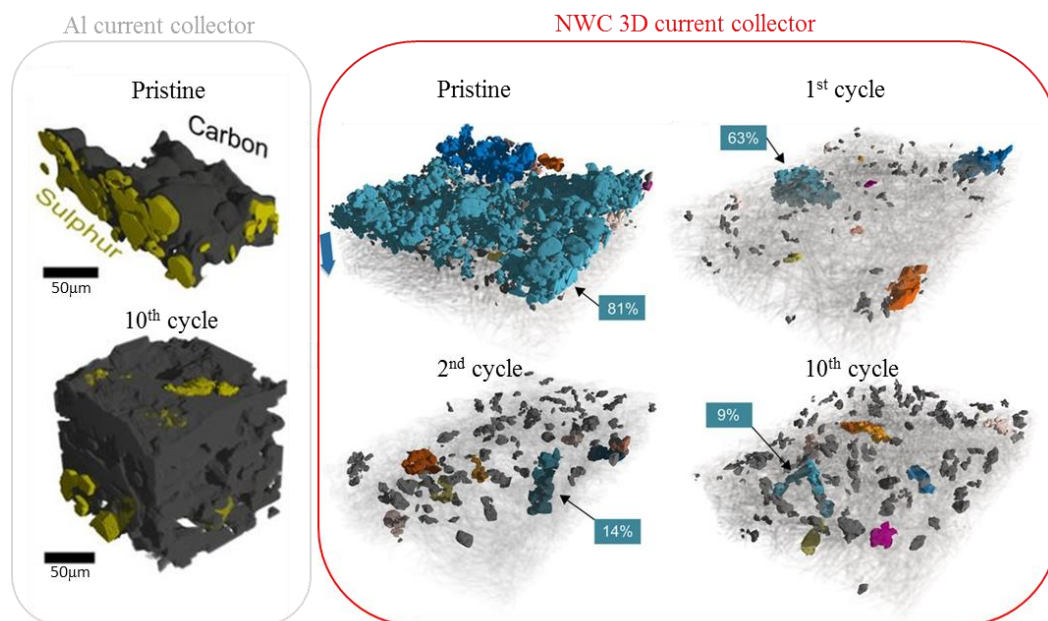 Al current collector
Pristine
Carbon
Sulphur
50μm
10th cycle
50μm
NWC 3D current collector
Pristine
81%
1st cycle
63%
2nd cycle
14%
10th cycle
9%